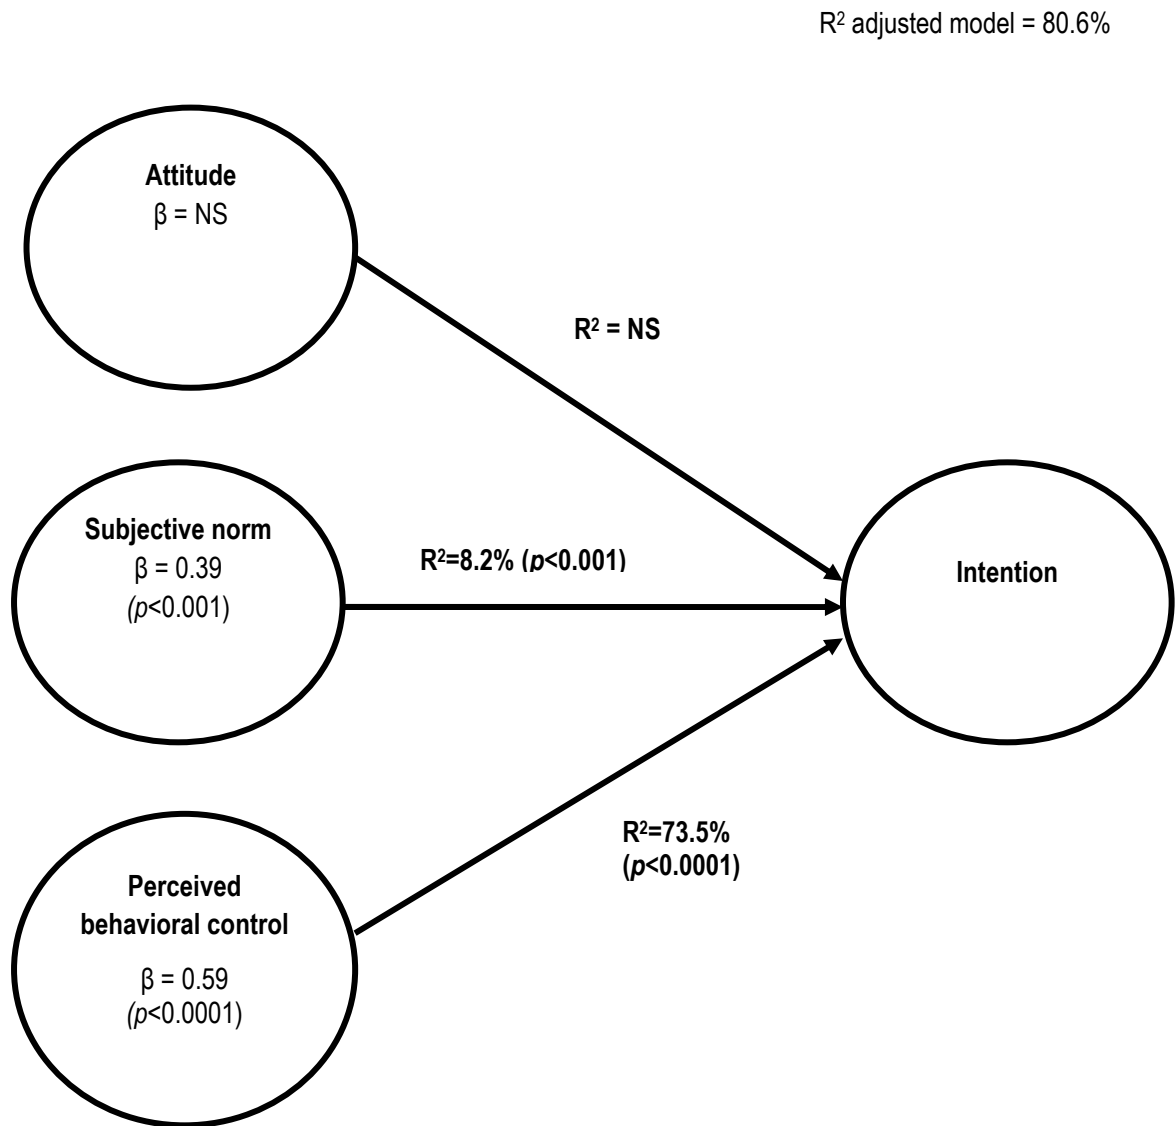 R² adjusted model = 80.6%
Attitude
β = NS
R² = NS
Subjective norm
β = 0.39
(p<0.001)
R²=8.2% (p<0.001)
Intention
Perceived
behavioral control
β = 0.59
(p<0.0001)
R²=73.5%
(p<0.0001)